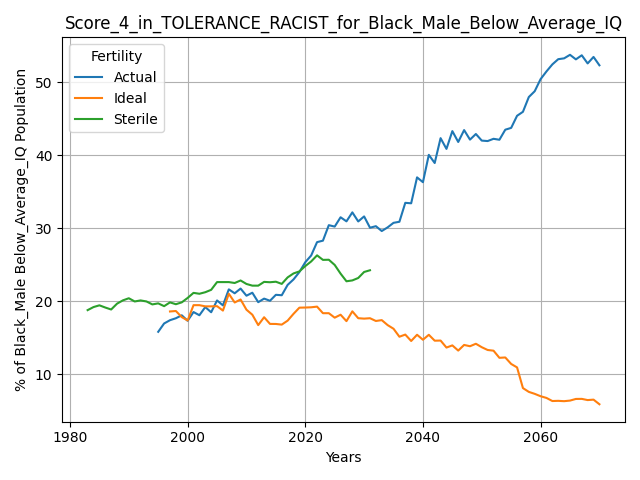 Score_4_in_TOLERANCE_RACIST_for_Black_Male_Below_Average_IQ
Fertility
Actual
Ideal
Sterile
% of Black_Male Below_Average_IQ Population
50
40
30
20
10
1980
2000
2020
2040
2060
Years